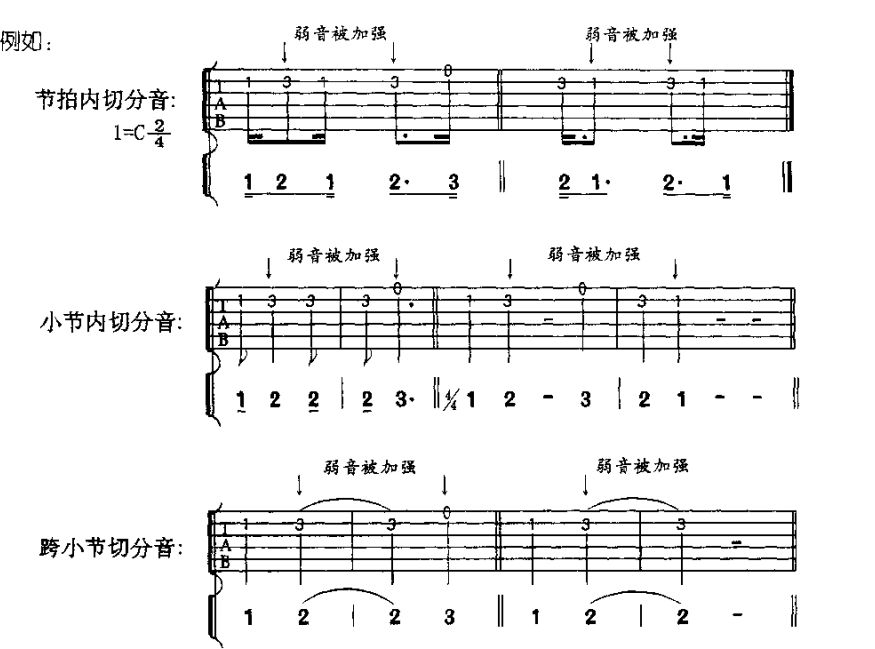 例如:
弱音被加强 弱音被加强
0
1 3 1 3 3 1 3 1
节拍内切分音:
T
A
B
1=C 2/4
1 2 1 2· 3 2 1· 2· 1
弱音被加强 弱音被加强
0 0
1 3 3 3 · 1 3 3 1
小节内切分音:
T
A
B
1 2 2 | 2 3· ‖ 4/4 1 2 - 3 | 2 1 - - ‖
弱音被加强 弱音被加强
0
1 3 3 1 3 3
跨小节切分音:
T
A
B
1 2 | 2 3 ‖ 1 2 | 2 - ‖